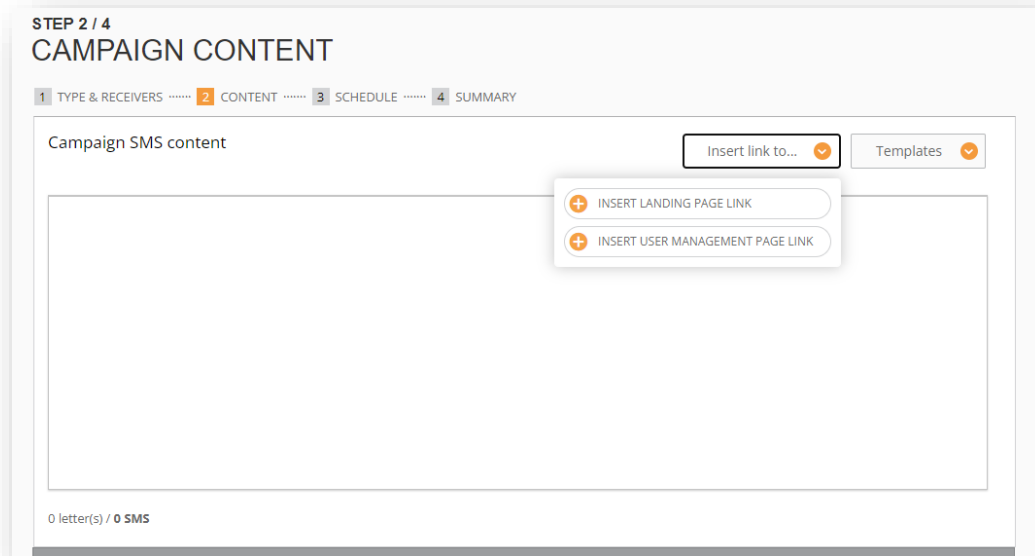 STEP 2 / 4
CAMPAIGN CONTENT
1 TYPE & RECEIVERS ······· 2 CONTENT ······· 3 SCHEDULE ······· 4 SUMMARY
Campaign SMS content
Insert link to... Templates
INSERT LANDING PAGE LINK
INSERT USER MANAGEMENT PAGE LINK
0 letter(s) / 0 SMS